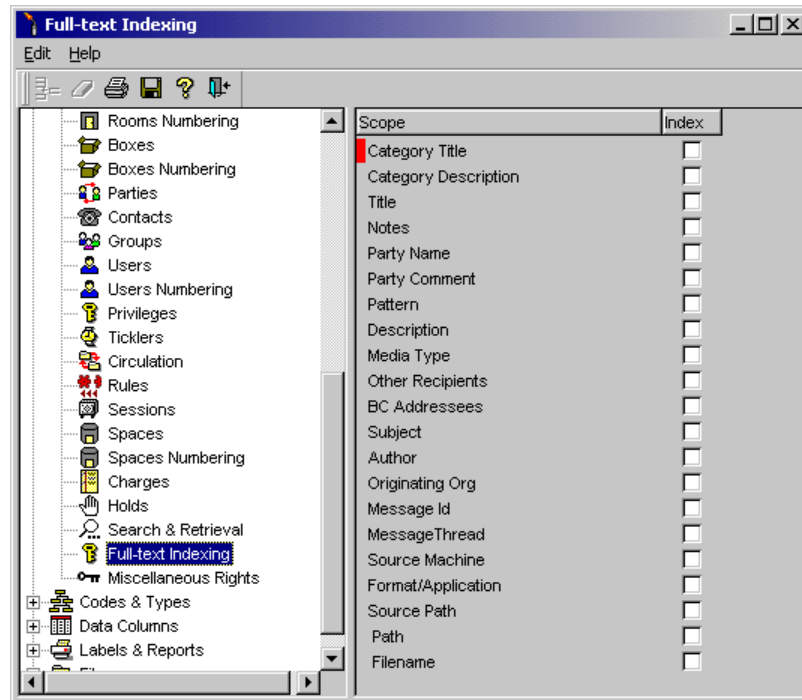 Full-text Indexing
Edit Help
Rooms Numbering
Boxes
Boxes Numbering
Parties
Contacts
Groups
Users
Users Numbering
Privileges
Ticklers
Circulation
Rules
Sessions
Spaces
Spaces Numbering
Charges
Holds
Search & Retrieval
Full-text Indexing
Miscellaneous Rights
Codes & Types
Data Columns
Labels & Reports
Scope Index
Category Title
Category Description
Title
Notes
Party Name
Party Comment
Pattern
Description
Media Type
Other Recipients
BC Addressees
Subject
Author
Originating Org
Message Id
MessageThread
Source Machine
Format/Application
Source Path
Path
Filename